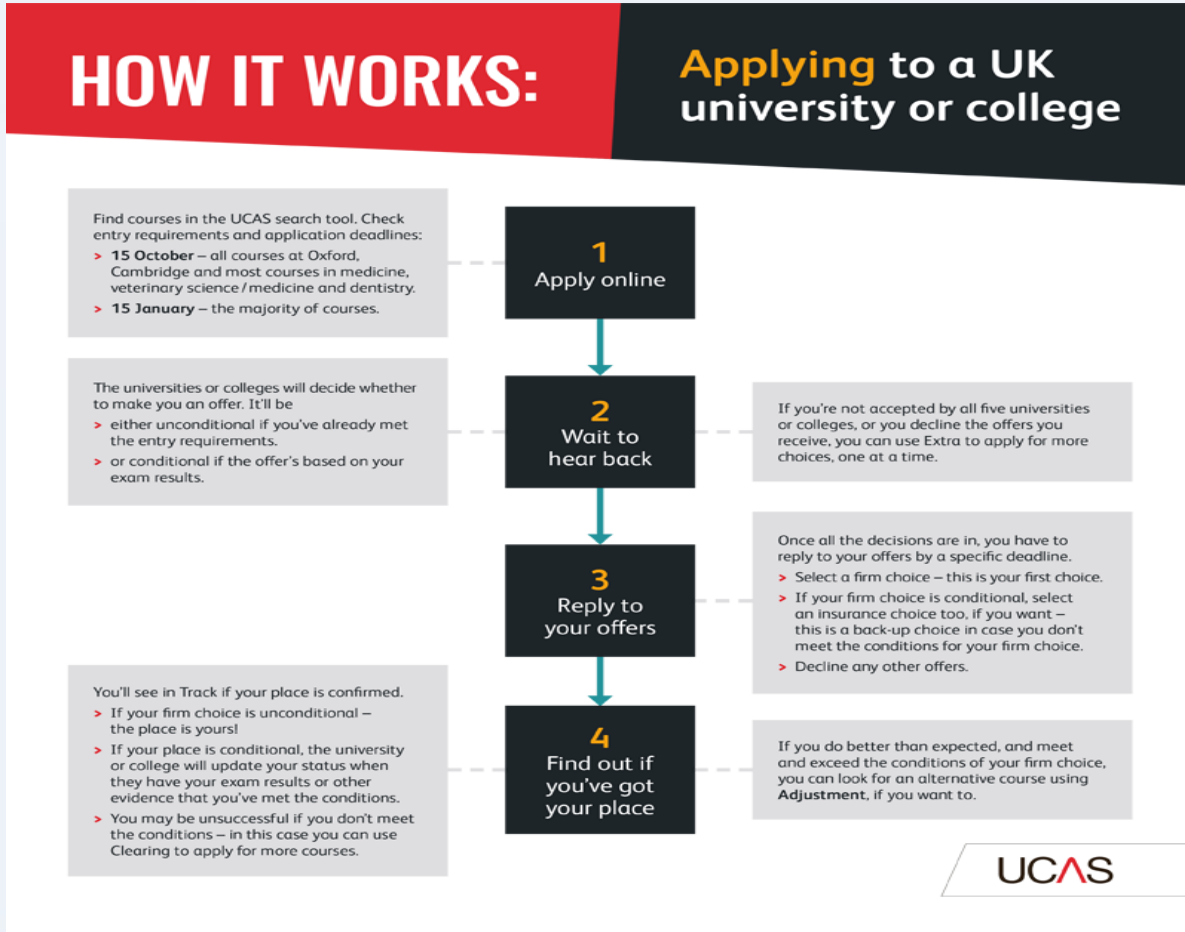 HOW IT WORKS:
Applying to a UK
university or college
Find courses in the UCAS search tool. Check
entry requirements and application deadlines:
> 15 October – all courses at Oxford,
Cambridge and most courses in medicine,
veterinary science/medicine and dentistry.
> 15 January – the majority of courses.
1
Apply online
The universities or colleges will decide whether
to make you an offer. It'll be
> either unconditional if you've already met
the entry requirements.
> or conditional if the offer's based on your
exam results.
2
Wait to
hear back
If you're not accepted by all five universities
or colleges, or you decline the offers you
receive, you can use Extra to apply for more
choices, one at a time.
3
Reply to
your offers
Once all the decisions are in, you have to
reply to your offers by a specific deadline.
> Select a firm choice – this is your first choice.
> If your firm choice is conditional, select
an insurance choice too, if you want –
this is a back-up choice in case you don't
meet the conditions for your firm choice.
> Decline any other offers.
You'll see in Track if your place is confirmed.
> If your firm choice is unconditional –
the place is yours!
> If your place is conditional, the university
or college will update your status when
they have your exam results or other
evidence that you've met the conditions.
> You may be unsuccessful if you don't meet
the conditions – in this case you can use
Clearing to apply for more courses.
4
Find out if
you've got
your place
If you do better than expected, and meet
and exceed the conditions of your firm choice,
you can look for an alternative course using
Adjustment, if you want to.
UCAS